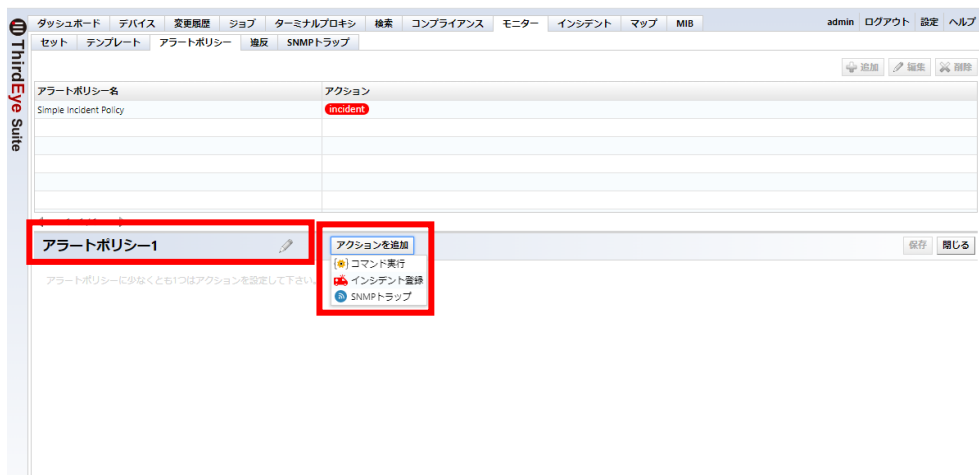 ダッシュボード デバイス 変更履歴 ジョブ ターミナルプロキシ 検索 コンプライアンス モニター インシデント マップ MIB admin ログアウト 設定 ヘルプ
セット テンプレート アラートポリシー 違反 SNMPトラップ
ThirdEye Suite
追加 編集 削除
アラートポリシー名 アクション
Simple Incident Policy incident
アラートポリシー1 アクションを追加 保存 閉じる
コマンド実行
アラートポリシーに少なくとも1つはアクションを設定して下さい。 インシデント登録
SNMPトラップ